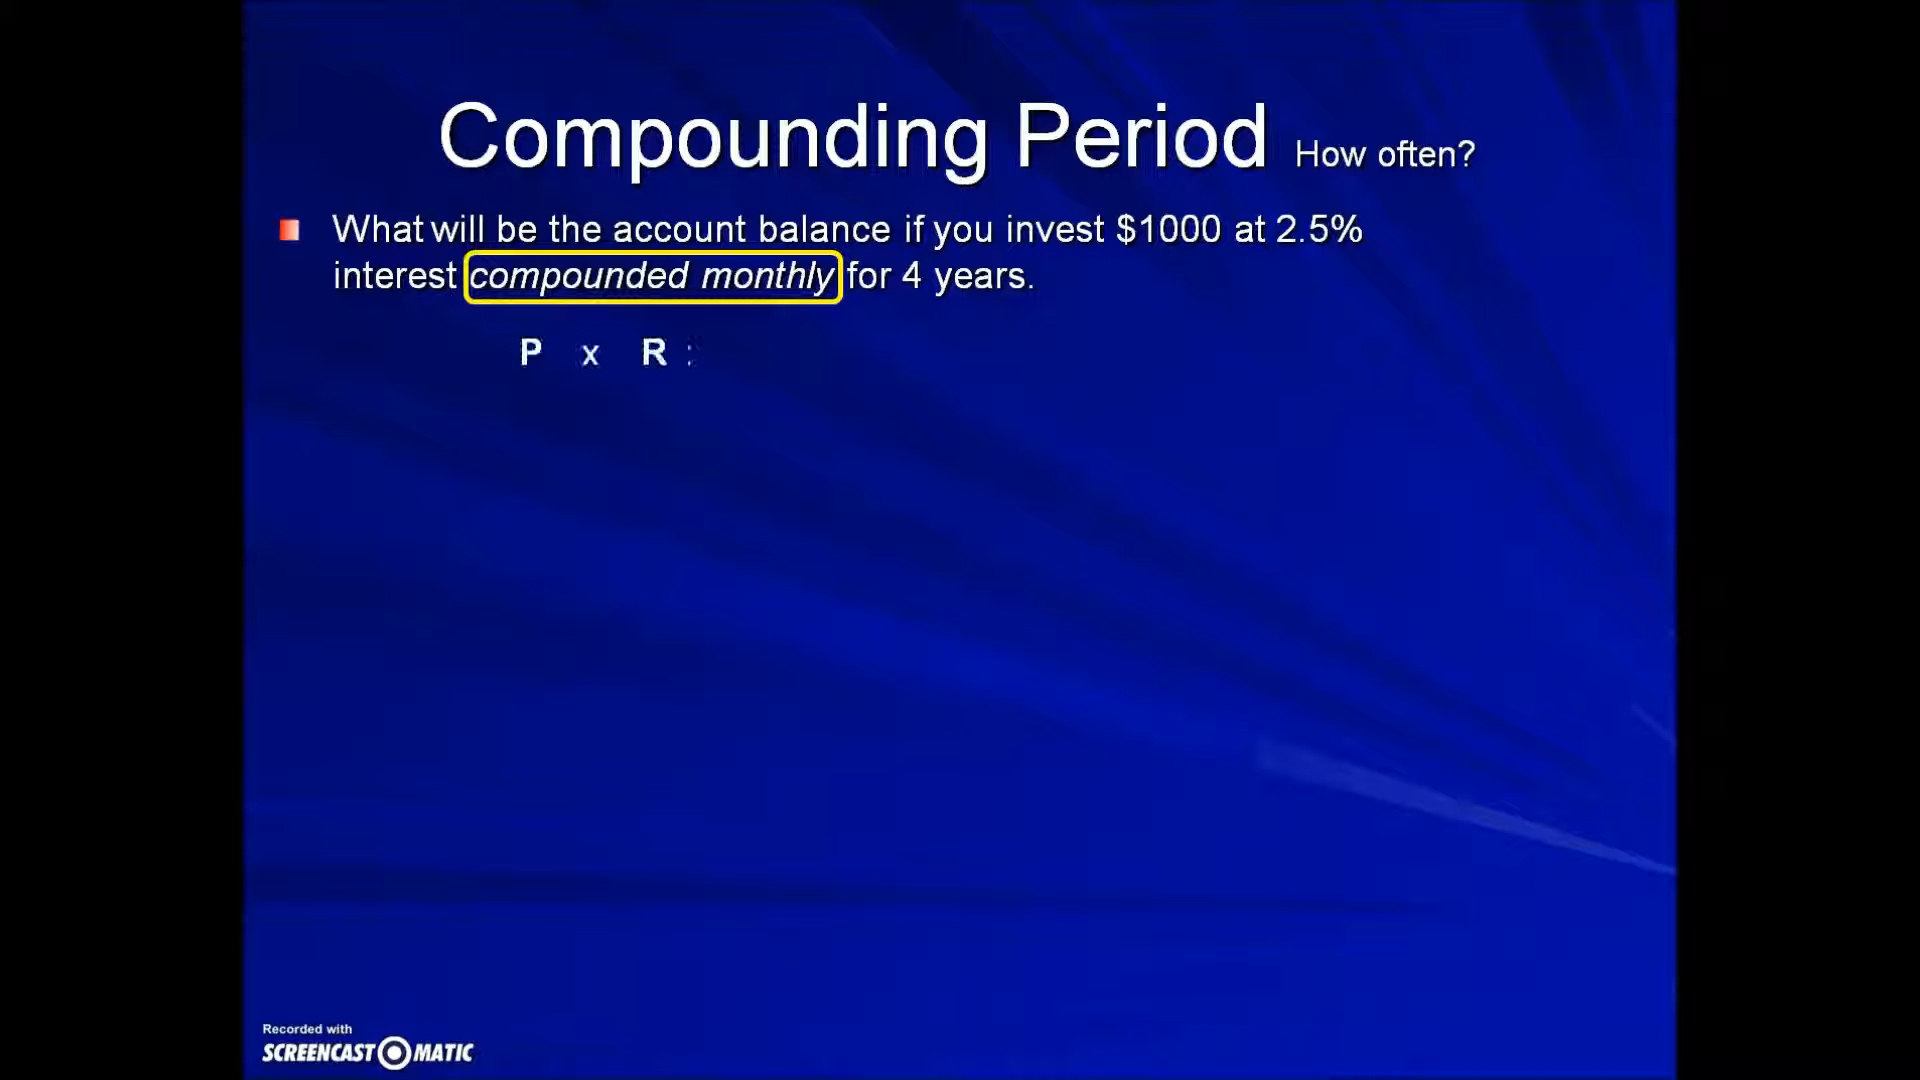 Compounding Period How often?
What will be the account balance if you invest $1000 at 2.5%
interest compounded monthly for 4 years.
P x R
Recorded with
SCREENCAST-O-MATIC